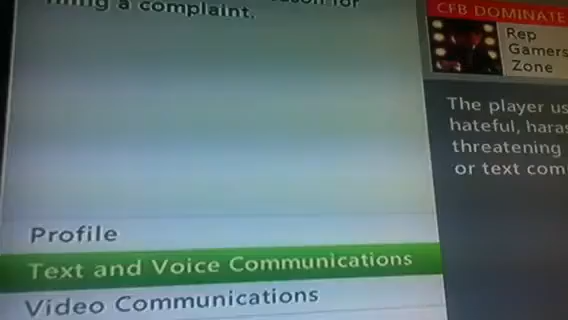 filing a complaint.
CFB DOMINATE
Rep
Gamers
Zone
The player us
hateful, haras
threatening
or text com
Profile
Text and Voice Communications
Video Communications